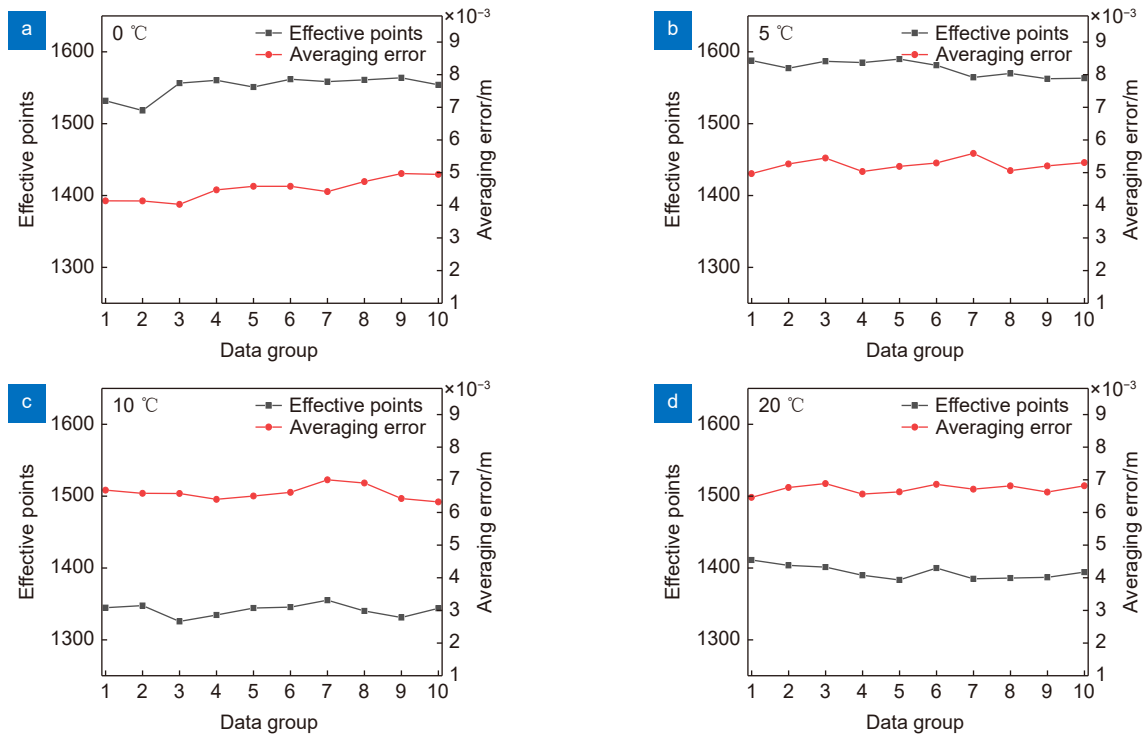 a
0 ℃
Effective points
Averaging error
×10⁻³
1600
1500
1400
1300
9
8
7
6
5
4
3
2
1
Effective points
Averaging error/m
1 2 3 4 5 6 7 8 9 10
Data group
b
5 ℃
Effective points
Averaging error
×10⁻³
1600
1500
1400
1300
9
8
7
6
5
4
3
2
1
Effective points
Averaging error/m
1 2 3 4 5 6 7 8 9 10
Data group
c
10 ℃
Effective points
Averaging error
×10⁻³
1600
1500
1400
1300
9
8
7
6
5
4
3
2
1
Effective points
Averaging error/m
1 2 3 4 5 6 7 8 9 10
Data group
d
20 ℃
Effective points
Averaging error
×10⁻³
1600
1500
1400
1300
9
8
7
6
5
4
3
2
1
Effective points
Averaging error/m
1 2 3 4 5 6 7 8 9 10
Data group